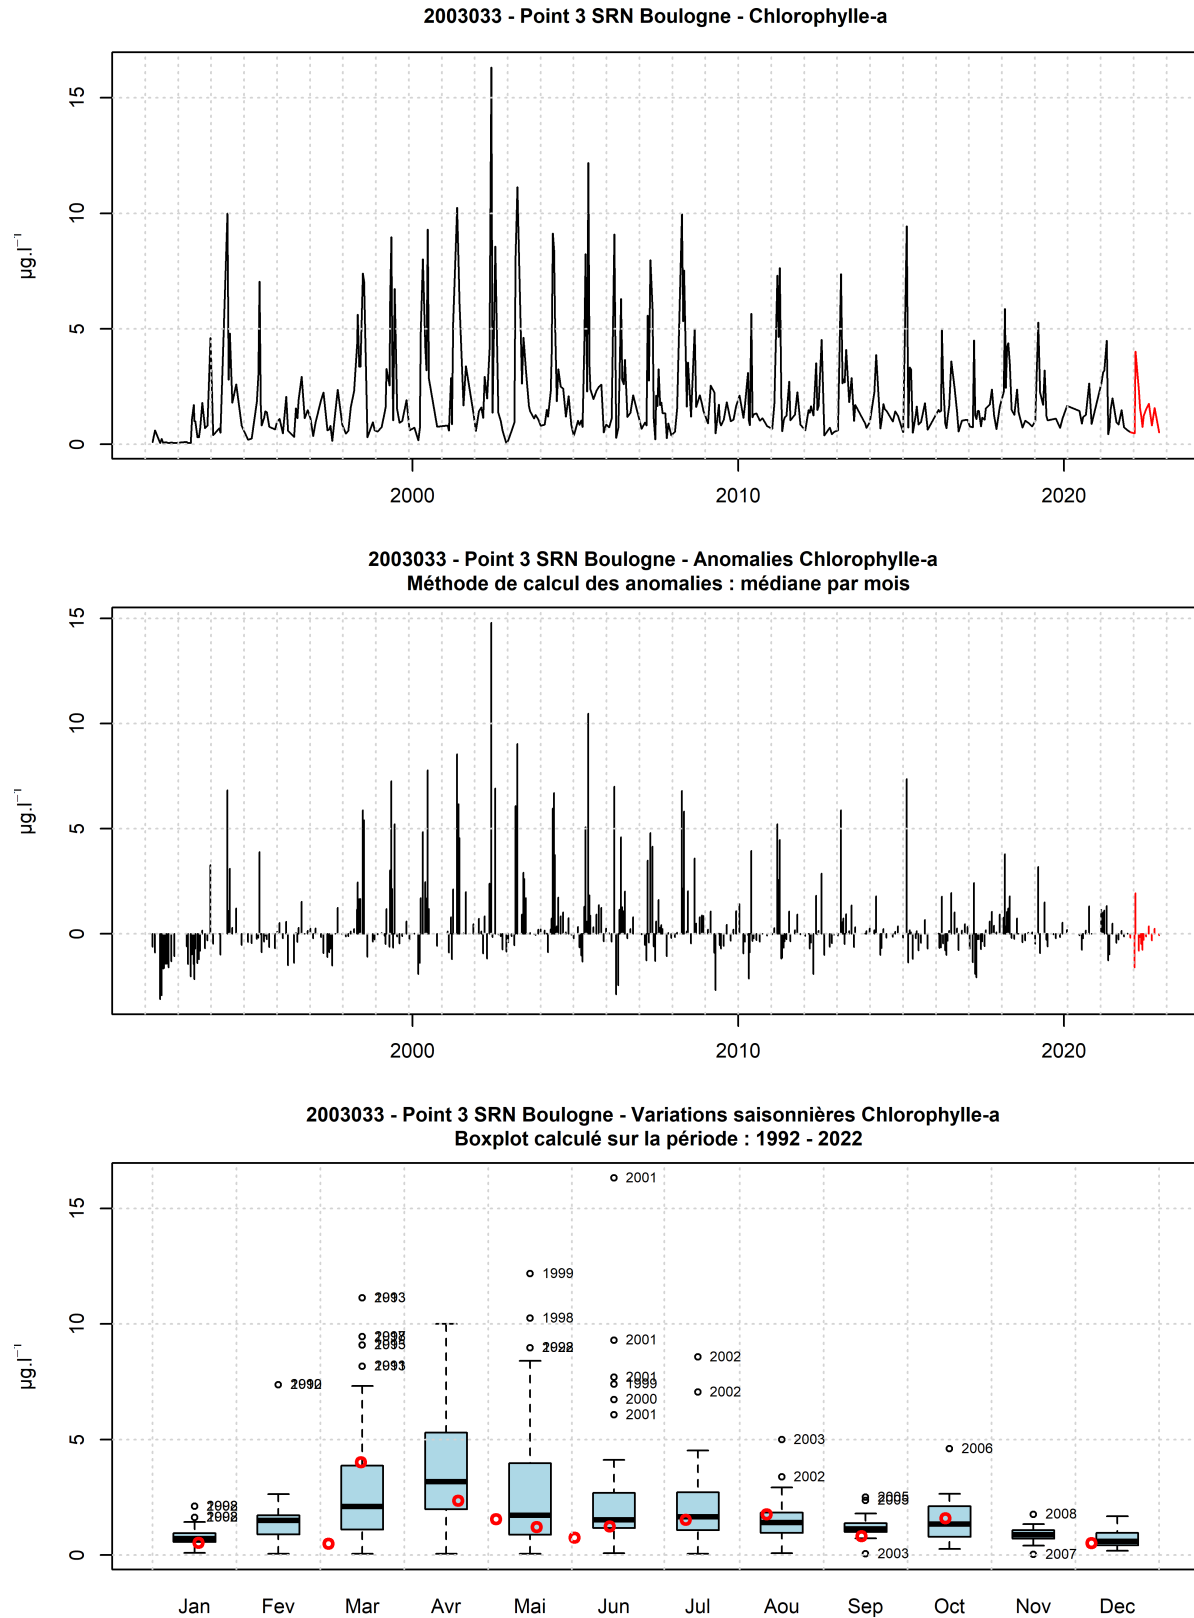 2003033 - Point 3 SRN Boulogne - Chlorophylle-a
15
10
5
0
µg.l⁻¹
2000 2010 2020
2003033 - Point 3 SRN Boulogne - Anomalies Chlorophylle-a
Méthode de calcul des anomalies : médiane par mois
15
10
5
0
µg.l⁻¹
2000 2010 2020
2003033 - Point 3 SRN Boulogne - Variations saisonnières Chlorophylle-a
Boxplot calculé sur la période : 1992 - 2022
15
10
5
0
µg.l⁻¹
2001
1999
1998
2001
2002
2001
1999
2002
2000
2001
2003
2002
2006
2005
2008
2003
2007
Jan Fev Mar Avr Mai Jun Jul Aou Sep Oct Nov Dec